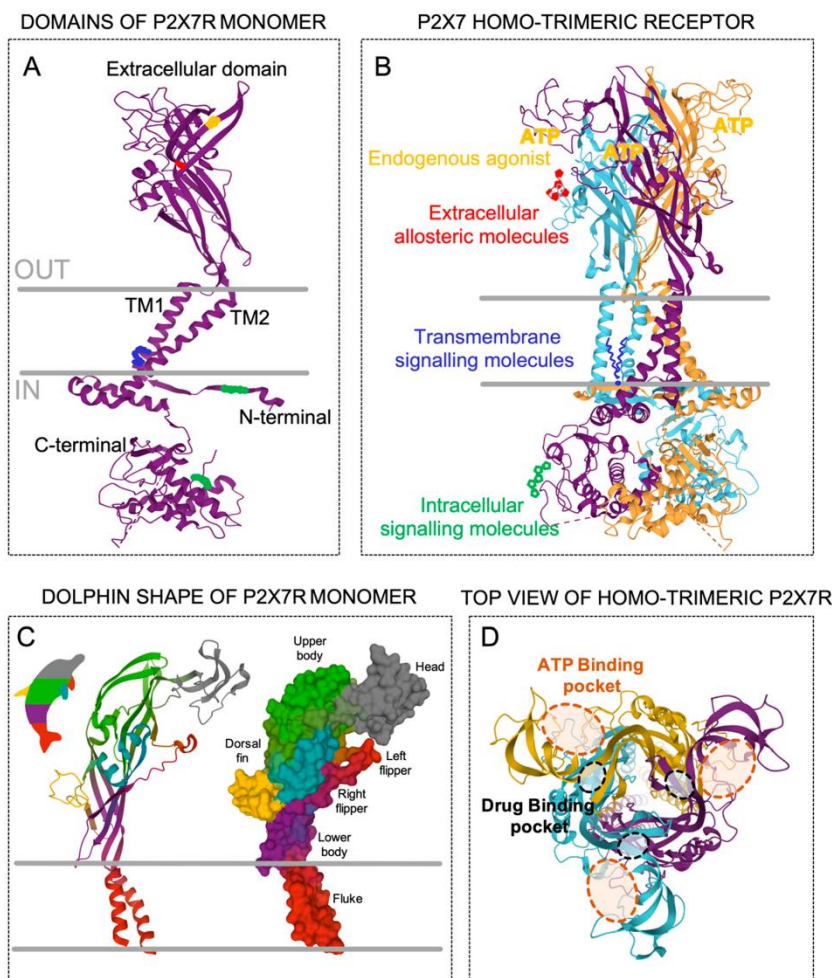 DOMAINS OF P2X7R MONOMER
A
Extracellular domain
OUT
TM1
TM2
IN
N-terminal
C-terminal
P2X7 HOMO-TRIMERIC RECEPTOR
B
ATP
ATP
ATP
Endogenous agonist
Extracellular
allosteric molecules
Transmembrane
signalling molecules
Intracellular
signalling molecules
DOLPHIN SHAPE OF P2X7R MONOMER
C
Upper
body
Head
Dorsal
fin
Left
flipper
Right
flipper
Lower
body
Fluke
TOP VIEW OF HOMO-TRIMERIC P2X7R
D
ATP Binding
pocket
Drug Binding
pocket